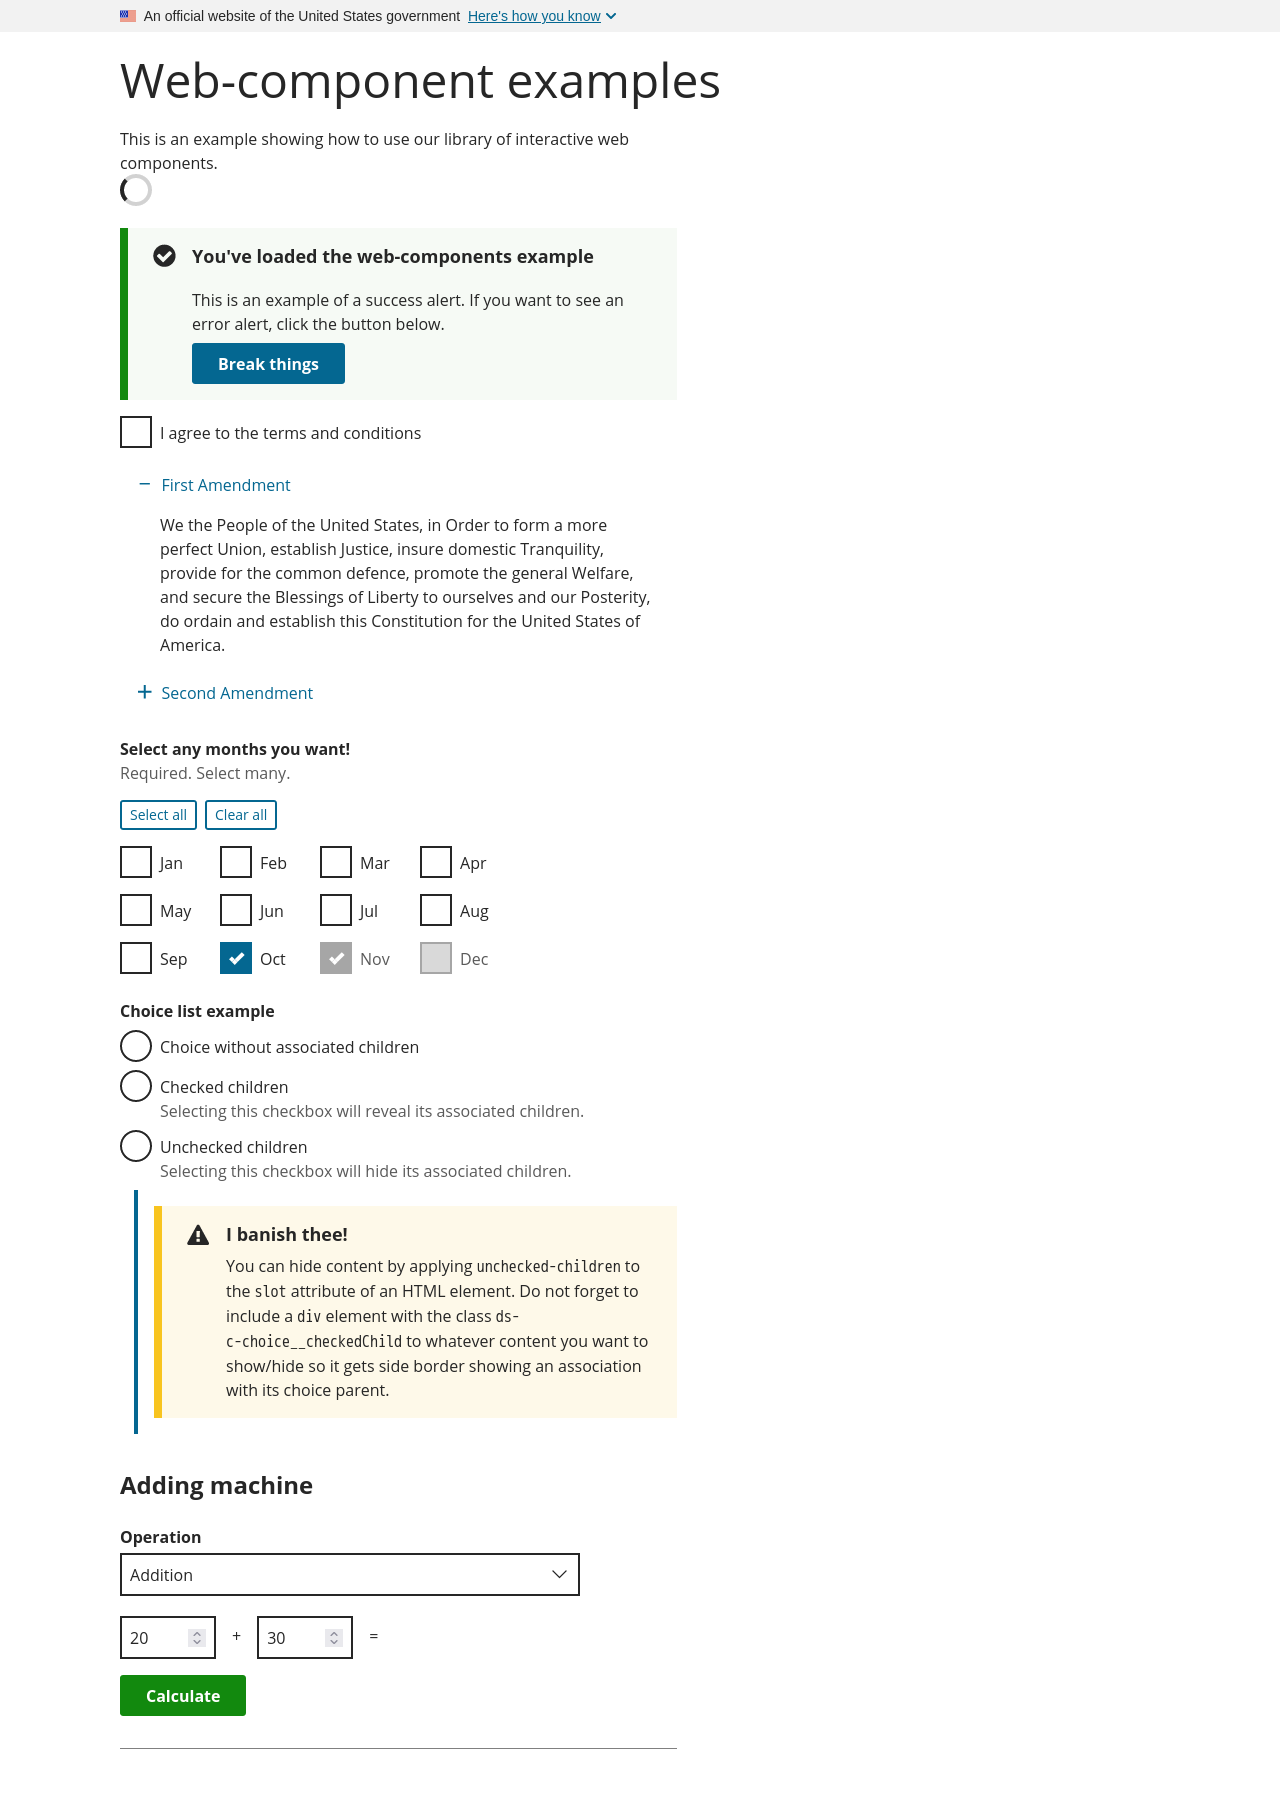 An official website of the United States government Here's how you know
Web-component examples
This is an example showing how to use our library of interactive web
components.
You've loaded the web-components example
This is an example of a success alert. If you want to see an
error alert, click the button below.
Break things
I agree to the terms and conditions
First Amendment
We the People of the United States, in Order to form a more
perfect Union, establish Justice, insure domestic Tranquility,
provide for the common defence, promote the general Welfare,
and secure the Blessings of Liberty to ourselves and our Posterity,
do ordain and establish this Constitution for the United States of
America.
Second Amendment
Select any months you want!
Required. Select many.
Select all Clear all
Jan Feb Mar Apr
May Jun Jul Aug
Sep Oct Nov Dec
Choice list example
Choice without associated children
Checked children
Selecting this checkbox will reveal its associated children.
Unchecked children
Selecting this checkbox will hide its associated children.
I banish thee!
You can hide content by applying unchecked-children to
the slot attribute of an HTML element. Do not forget to
include a div element with the class ds-
c-choice__checkedChild to whatever content you want to
show/hide so it gets side border showing an association
with its choice parent.
Adding machine
Operation
Addition
20 + 30 =
Calculate